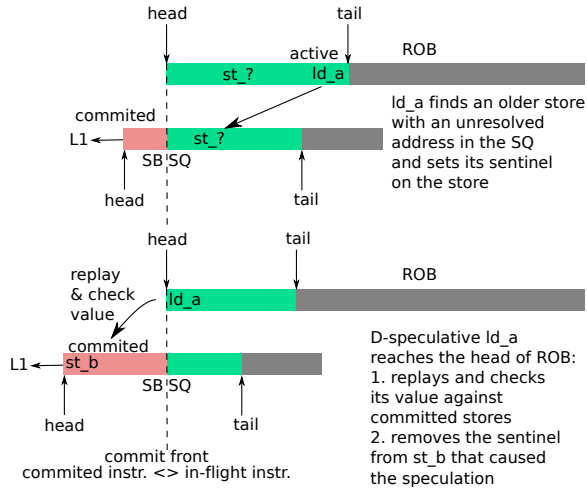 head
tail
active
ROB
st_?
ld_a
commited
ld_a finds an older store
with an unresolved
address in the SQ
and sets its sentinel
on the store
L1
st_?
SB SQ
head
tail
head
tail
ROB
replay
& check
value
ld_a
commited
st_b
L1
SB SQ
D-speculative ld_a
reaches the head of ROB:
1. replays and checks
its value against
committed stores
2. removes the sentinel
from st_b that caused
the speculation
head
tail
commit front
commited instr. <> in-flight instr.